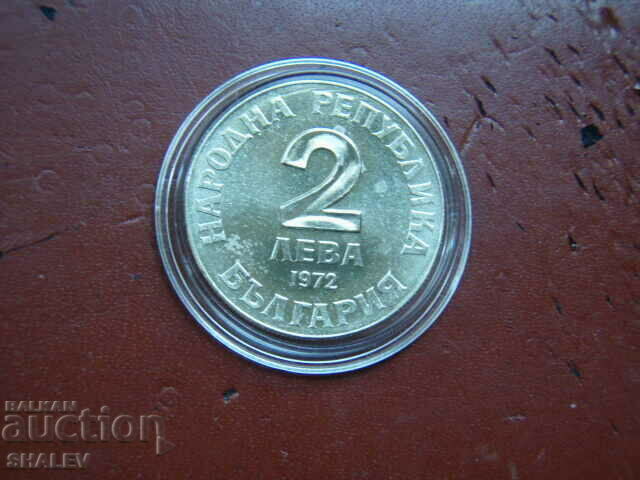 НАРОДНА РЕПУБЛИКА
2
ЛЕВА
1972
БЪЛГАРИЯ
BALKAN
auction
SHALEV